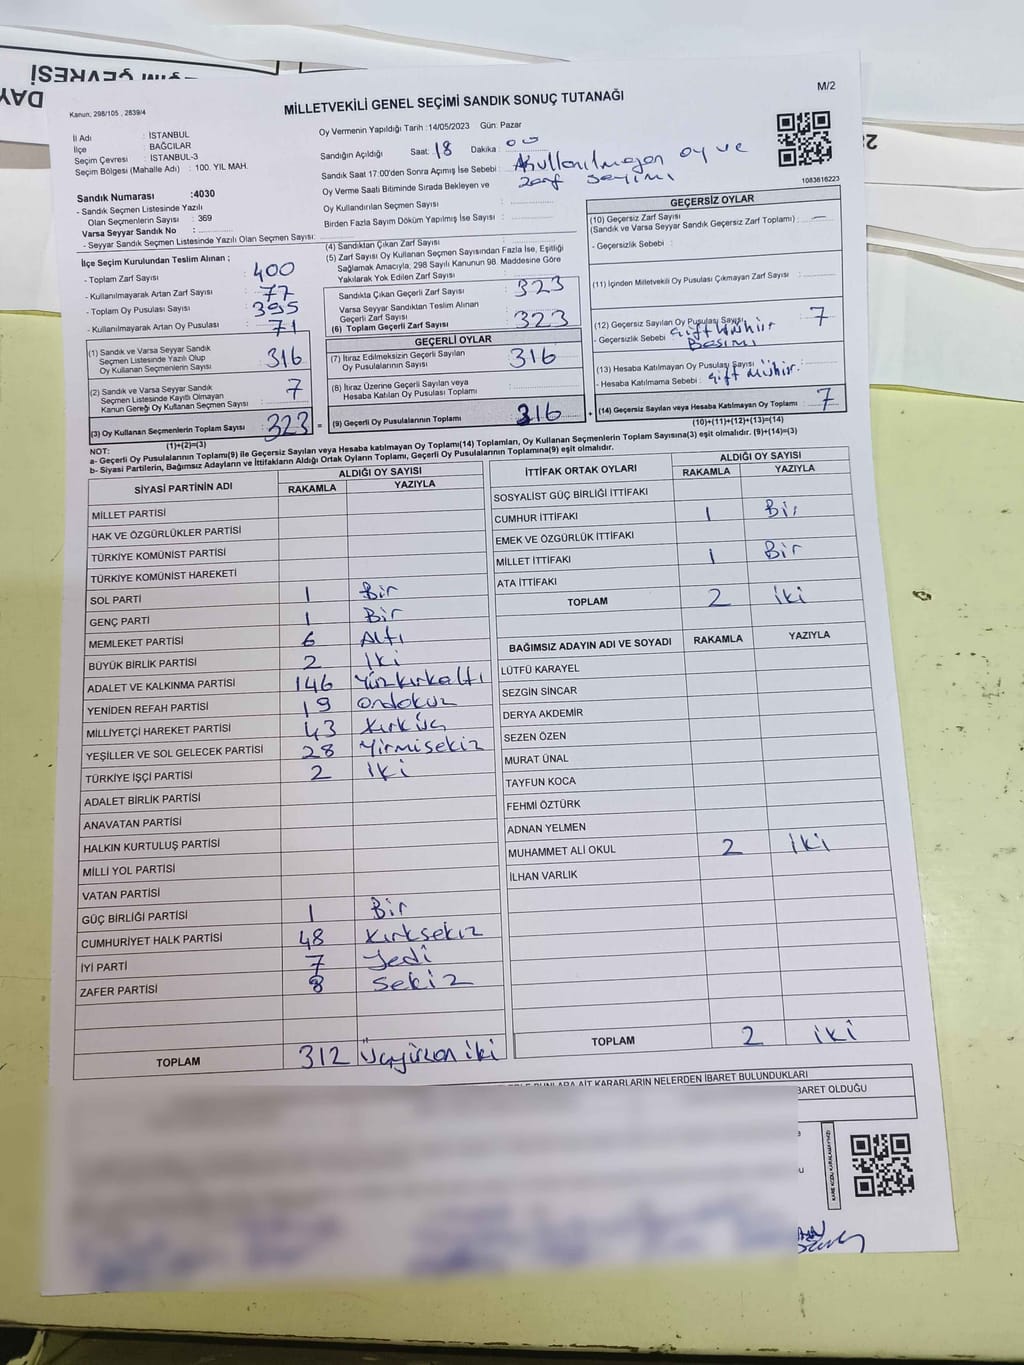 M/2
Kanun, 298/105 , 2839/4
MİLLETVEKİLİ GENEL SEÇİMİ SANDIK SONUÇ TUTANAĞI
İl Adı : İSTANBUL
İlçe : BAĞCILAR
Seçim Çevresi : İSTANBUL-3
Seçim Bölgesi (Mahalle Adı) : 100. YIL MAH.
Oy Vermenin Yapıldığı Tarih :14/05/2023 Gün: Pazar
Sandığın Açıldığı Saat: 18 Dakika: 00
Sandık Saat 17:00'den Sonra Açımış İse Sebebi : Kullanılmayan oy ve
zarf sayımı
Oy Verme Saati Bitiminde Sırada Bekleyen ve
Oy Kullandırılan Seçmen Sayısı :
Birden Fazla Sayım Döküm Yapılmış İse Sayısı :
1083616223
Sandık Numarası :4030
- Sandık Seçmen Listesinde Yazılı
Olan Seçmenlerin Sayısı : 369
Varsa Seyyar Sandık No :
- Seyyar Sandık Seçmen Listesinde Yazılı Olan Seçmen Sayısı:
İlçe Seçim Kurulundan Teslim Alınan ;
- Toplam Zarf Sayısı : 400
- Kullanılmayarak Artan Zarf Sayısı : 77
- Toplam Oy Pusulası Sayısı : 395
- Kullanılmayarak Artan Oy Pusulası : 71
(1) Sandık ve Varsa Seyyar Sandık
Seçmen Listesinde Yazılı Olup
Oy Kullanan Seçmenlerin Sayısı : 316
(2) Sandık ve Varsa Seyyar Sandık
Seçmen Listesinde Kayıtlı Olmayan
Kanun Gereği Oy Kullanan Seçmen Sayısı : 7
(3) Oy Kullanan Seçmenlerin Toplam Sayısı : 323 =
(1)+(2)=(3)
(4) Sandıktan Çıkan Zarf Sayısı :
(5) Zarf Sayısı Oy Kullanan Seçmen Sayısından Fazla İse, Eşitliği
Sağlamak Amacıyla, 298 Sayılı Kanunun 98. Maddesine Göre
Yakılarak Yok Edilen Zarf Sayısı :
Sandıkta Çıkan Geçerli Zarf Sayısı : 323
Varsa Seyyar Sandıktan Teslim Alınan
Geçerli Zarf Sayısı :
(6) Toplam Geçerli Zarf Sayısı : 323
GEÇERLİ OYLAR
(7) İtiraz Edilmeksizin Geçerli Sayılan
Oy Pusulasının Sayısı : 316
(8) İtiraz Üzerine Geçerli Sayılan veya
Hesaba Katılan Oy Pusulası Toplamı :
(9) Geçerli Oy Pusulalarının Toplamı : 316 +
GEÇERSİZ OYLAR
(10) Geçersiz Zarf Sayısı
(Sandık ve Varsa Seyyar Sandık Geçersiz Zarf Toplamı) : —
- Geçersizlik Sebebi :
(11) İçinden Milletvekili Oy Pusulası Çıkmayan Zarf Sayısı :
(12) Geçersiz Sayılan Oy Pusulası Sayısı : 7
- Geçersizlik Sebebi : Çift Mühür
Basımı
(13) Hesaba Katılmayan Oy Pusulası Sayısı :
- Hesaba Katılmama Sebebi : Çift Mühür.
(14) Geçersiz Sayılan veya Hesaba Katılmayan Oy Toplamı : 7
(10)+(11)+(12)+(13)=(14)
NOT:
a- Geçerli Oy Pusulalarının Toplamı(9) ile Geçersiz Sayılan veya Hesaba katılmayan Oy Toplamı(14) Toplamları, Oy Kullanan Seçmenlerin Toplam Sayısına(3) eşit olmalıdır. (9)+(14)=(3)
b- Siyasi Partilerin, Bağımsız Adayların ve İttifakların Aldığı Ortak Oyların Toplamı, Geçerli Oy Pusulalarının Toplamına(9) eşit olmalıdır.
SİYASİ PARTİNİN ADI ALDIĞI OY SAYISI
RAKAMLA YAZIYLA
MİLLET PARTİSİ
HAK VE ÖZGÜRLÜKLER PARTİSİ
TÜRKİYE KOMÜNİST PARTİSİ
TÜRKİYE KOMÜNİST HAREKETİ
SOL PARTİ 1 Bir
GENÇ PARTİ 1 Bir
MEMLEKET PARTİSİ 6 Altı
BÜYÜK BİRLİK PARTİSİ 2 İki
ADALET VE KALKINMA PARTİSİ 146 Yüzkırkaltı
YENİDEN REFAH PARTİSİ 19 ondokuz
MİLLİYETÇİ HAREKET PARTİSİ 43 Kırküç
YEŞİLLER VE SOL GELECEK PARTİSİ 28 Yirmisekiz
TÜRKİYE İŞÇİ PARTİSİ 2 İki
ADALET BİRLİK PARTİSİ
ANAVATAN PARTİSİ
HALKIN KURTULUŞ PARTİSİ
MİLLİ YOL PARTİSİ
VATAN PARTİSİ
GÜÇ BİRLİĞİ PARTİSİ 1 Bir
CUMHURİYET HALK PARTİSİ 48 Kırksekiz
İYİ PARTİ 7 Yedi
ZAFER PARTİSİ 8 Sekiz
TOPLAM 312 Üçyüzon iki
İTTİFAK ORTAK OYLARI ALDIĞI OY SAYISI
RAKAMLA YAZIYLA
SOSYALİST GÜÇ BİRLİĞİ İTTİFAKI
CUMHUR İTTİFAKI 1 Bir
EMEK VE ÖZGÜRLÜK İTTİFAKI
MİLLET İTTİFAKI 1 Bir
ATA İTTİFAKI
TOPLAM 2 iki
BAĞIMSIZ ADAYIN ADI VE SOYADI RAKAMLA YAZIYLA
LÜTFÜ KARAYEL
SEZGİN SİNCAR
DERYA AKDEMİR
SEZEN ÖZEN
MURAT ÜNAL
TAYFUN KOCA
FEHMİ ÖZTÜRK
ADNAN YELMEN
MUHAMMET ALİ OKUL 2 iki
İLHAN VARLIK
TOPLAM 2 iki
AİT KARARLARIN NELERDEN İBARET BULUNDUKLARI
BARET OLDUĞU